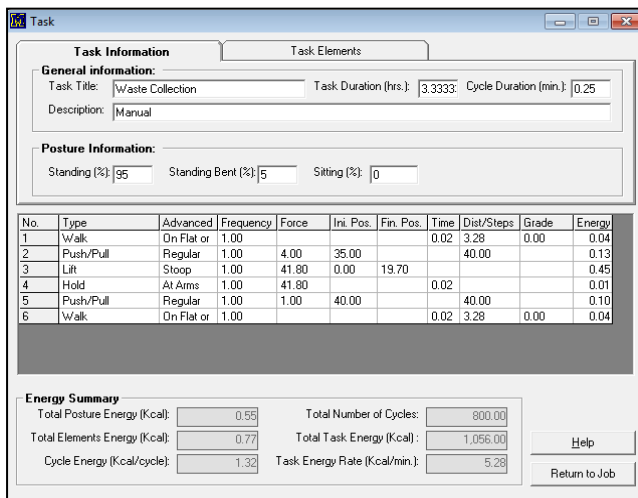 Task
Task Information Task Elements
General information:
Task Title: Waste Collection Task Duration (hrs.): 3.3333 Cycle Duration (min.): 0.25
Description: Manual
Posture Information:
Standing (%): 95 Standing Bent (%): 5 Sitting (%): 0
No. Type Advanced Frequency Force Ini. Pos. Fin. Pos. Time Dist/Steps Grade Energy
1 Walk On Flat or 1.00 0.02 3.28 0.00 0.04
2 Push/Pull Regular 1.00 4.00 35.00 40.00 0.13
3 Lift Stoop 1.00 41.80 0.00 19.70 0.45
4 Hold At Arms 1.00 41.80 0.02 0.01
5 Push/Pull Regular 1.00 1.00 40.00 40.00 0.10
6 Walk On Flat or 1.00 0.02 3.28 0.00 0.04
Energy Summary
Total Posture Energy (Kcal): 0.55 Total Number of Cycles: 800.00
Total Elements Energy (Kcal): 0.77 Total Task Energy (Kcal) : 1,056.00
Help
Cycle Energy (Kcal/cycle): 1.32 Task Energy Rate (Kcal/min.): 5.28
Return to Job